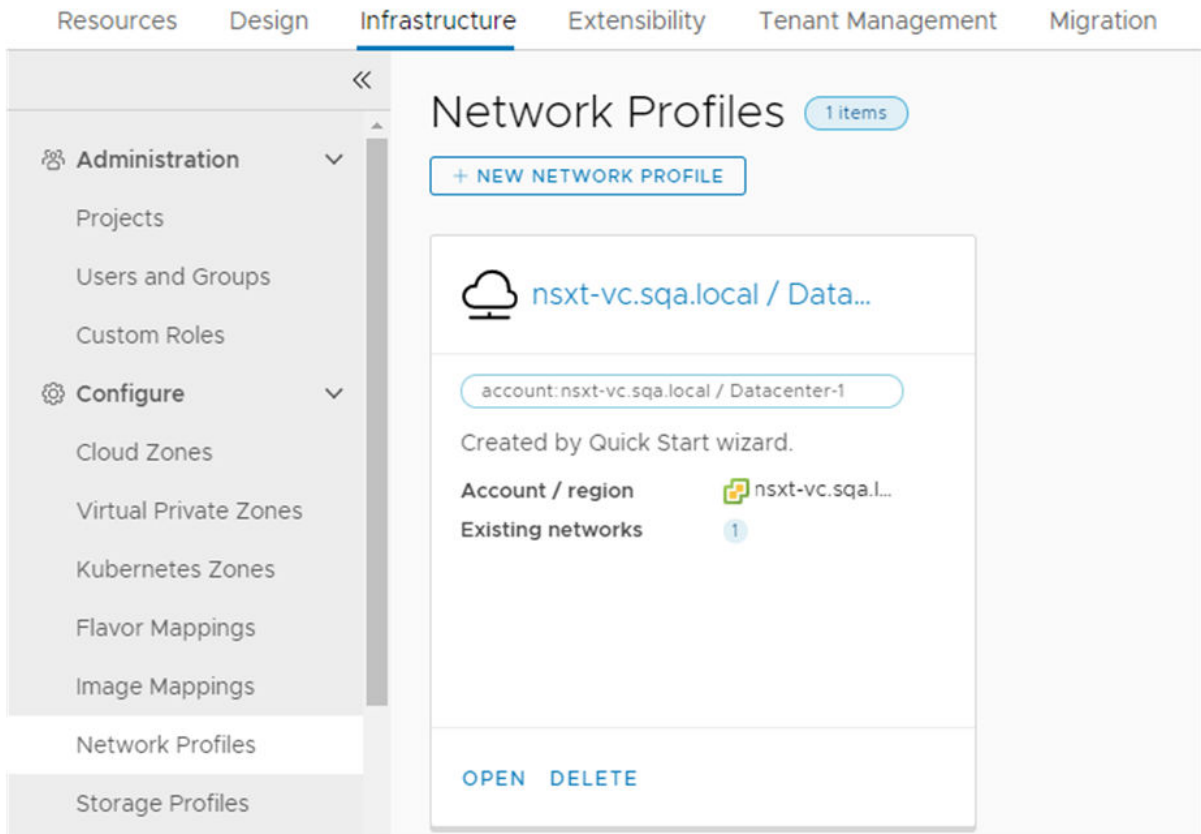 Resources Design Infrastructure Extensibility Tenant Management Migration
Administration
Projects
Users and Groups
Custom Roles
Configure
Cloud Zones
Virtual Private Zones
Kubernetes Zones
Flavor Mappings
Image Mappings
Network Profiles
Storage Profiles
Network Profiles 1 items
+ NEW NETWORK PROFILE
nsxt-vc.sqa.local / Data...
account:nsxt-vc.sqa.local / Datacenter-1
Created by Quick Start wizard.
Account / region nsxt-vc.sqa.l...
Existing networks 1
OPEN DELETE